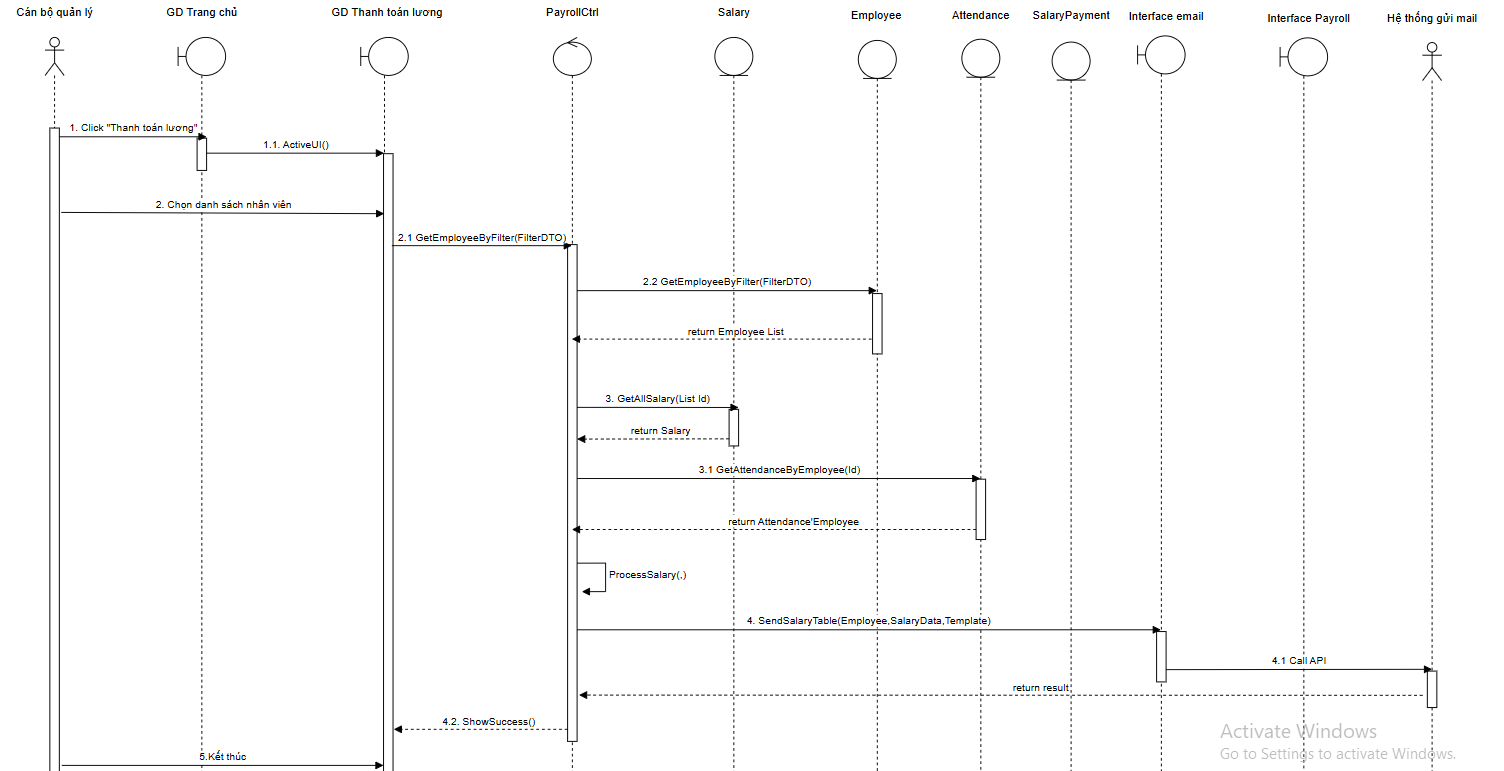 Cán bộ quản lý
GD Trang chủ
GD Thanh toán lương
PayrollCtrl
Salary
Employee
Attendance
SalaryPayment
Interface email
Interface Payroll
Hệ thống gửi mail
1. Click "Thanh toán lương"
1.1. ActiveUI()
2. Chọn danh sách nhân viên
2.1 GetEmployeeByFilter(FilterDTO)
2.2 GetEmployeeByFilter(FilterDTO)
return Employee List
3. GetAllSalary(List Id)
return Salary
3.1 GetAttendanceByEmployee(Id)
return Attendance'Employee
ProcessSalary(,)
4. SendSalaryTable(Employee,SalaryData,Template)
4.1 Call API
return result
4.2. ShowSuccess()
5.Kết thúc
Activate Windows
Go to Settings to activate Windows.